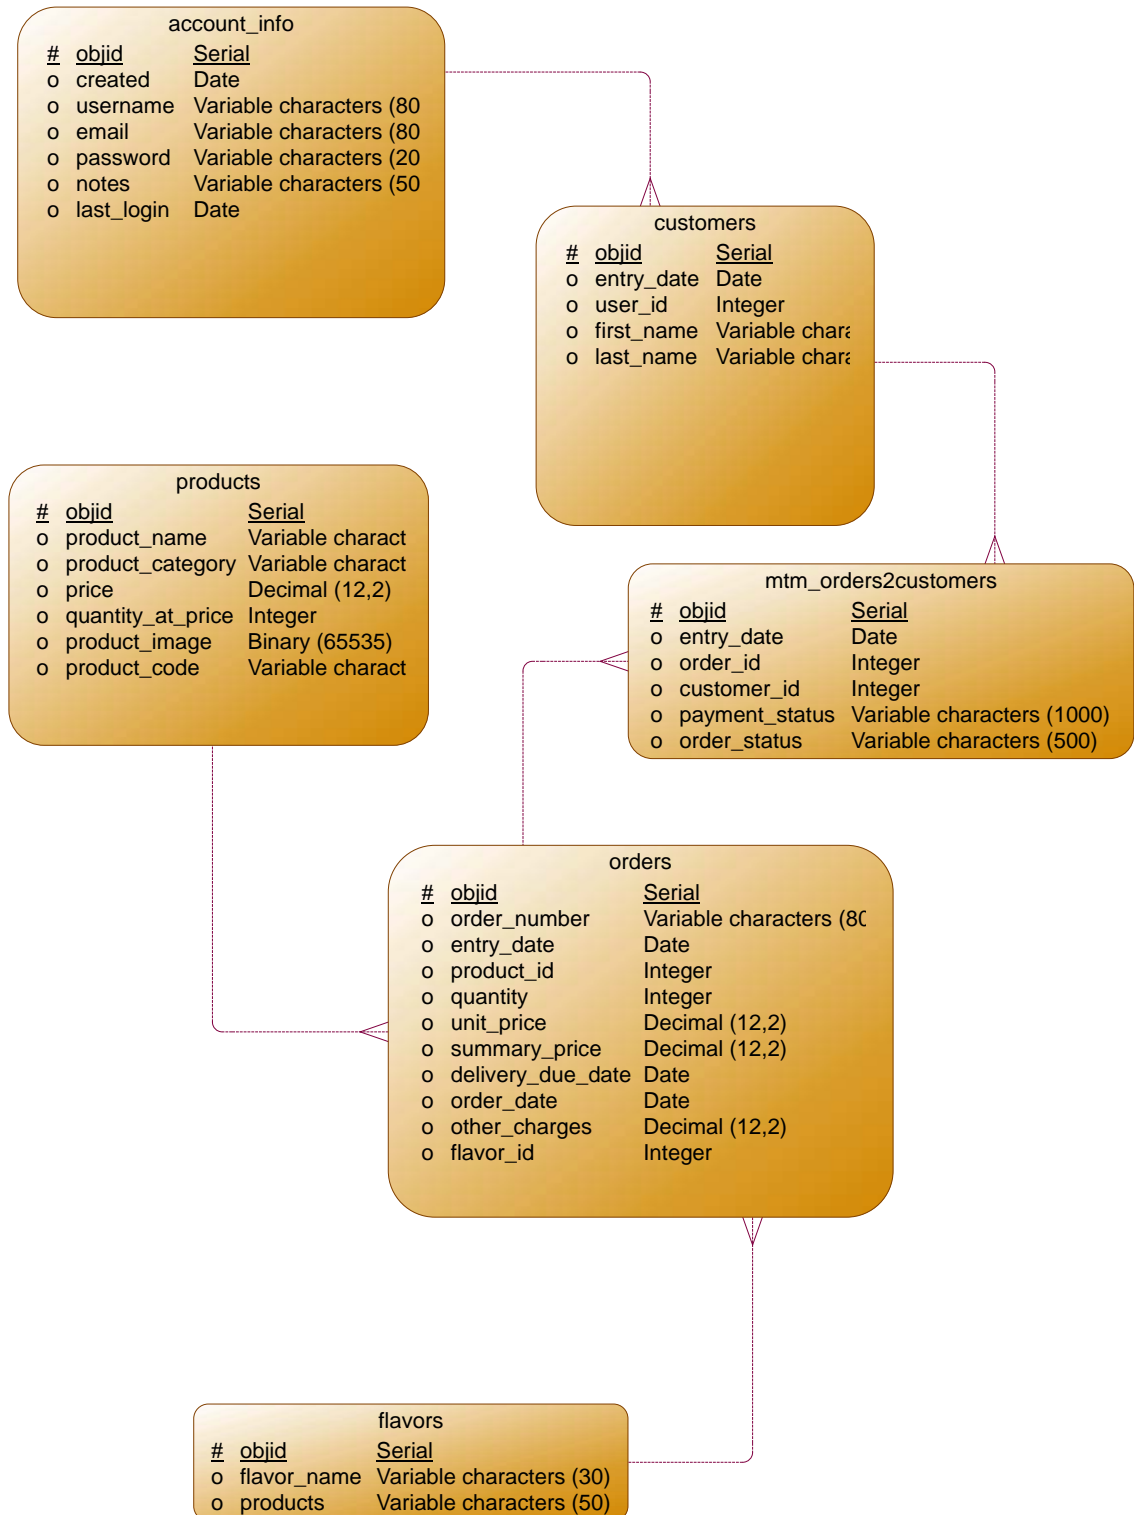 account_info
# objid Serial
o created Date
o username Variable characters (80
o email Variable characters (80
o password Variable characters (20
o notes Variable characters (50
o last_login Date
customers
# objid Serial
o entry_date Date
o user_id Integer
o first_name Variable chara
o last_name Variable chara
products
# objid Serial
o product_name Variable charact
o product_category Variable charact
o price Decimal (12,2)
o quantity_at_price Integer
o product_image Binary (65535)
o product_code Variable charact
mtm_orders2customers
# objid Serial
o entry_date Date
o order_id Integer
o customer_id Integer
o payment_status Variable characters (1000)
o order_status Variable characters (500)
orders
# objid Serial
o order_number Variable characters (80
o entry_date Date
o product_id Integer
o quantity Integer
o unit_price Decimal (12,2)
o summary_price Decimal (12,2)
o delivery_due_date Date
o order_date Date
o other_charges Decimal (12,2)
o flavor_id Integer
flavors
# objid Serial
o flavor_name Variable characters (30)
o products Variable characters (50)